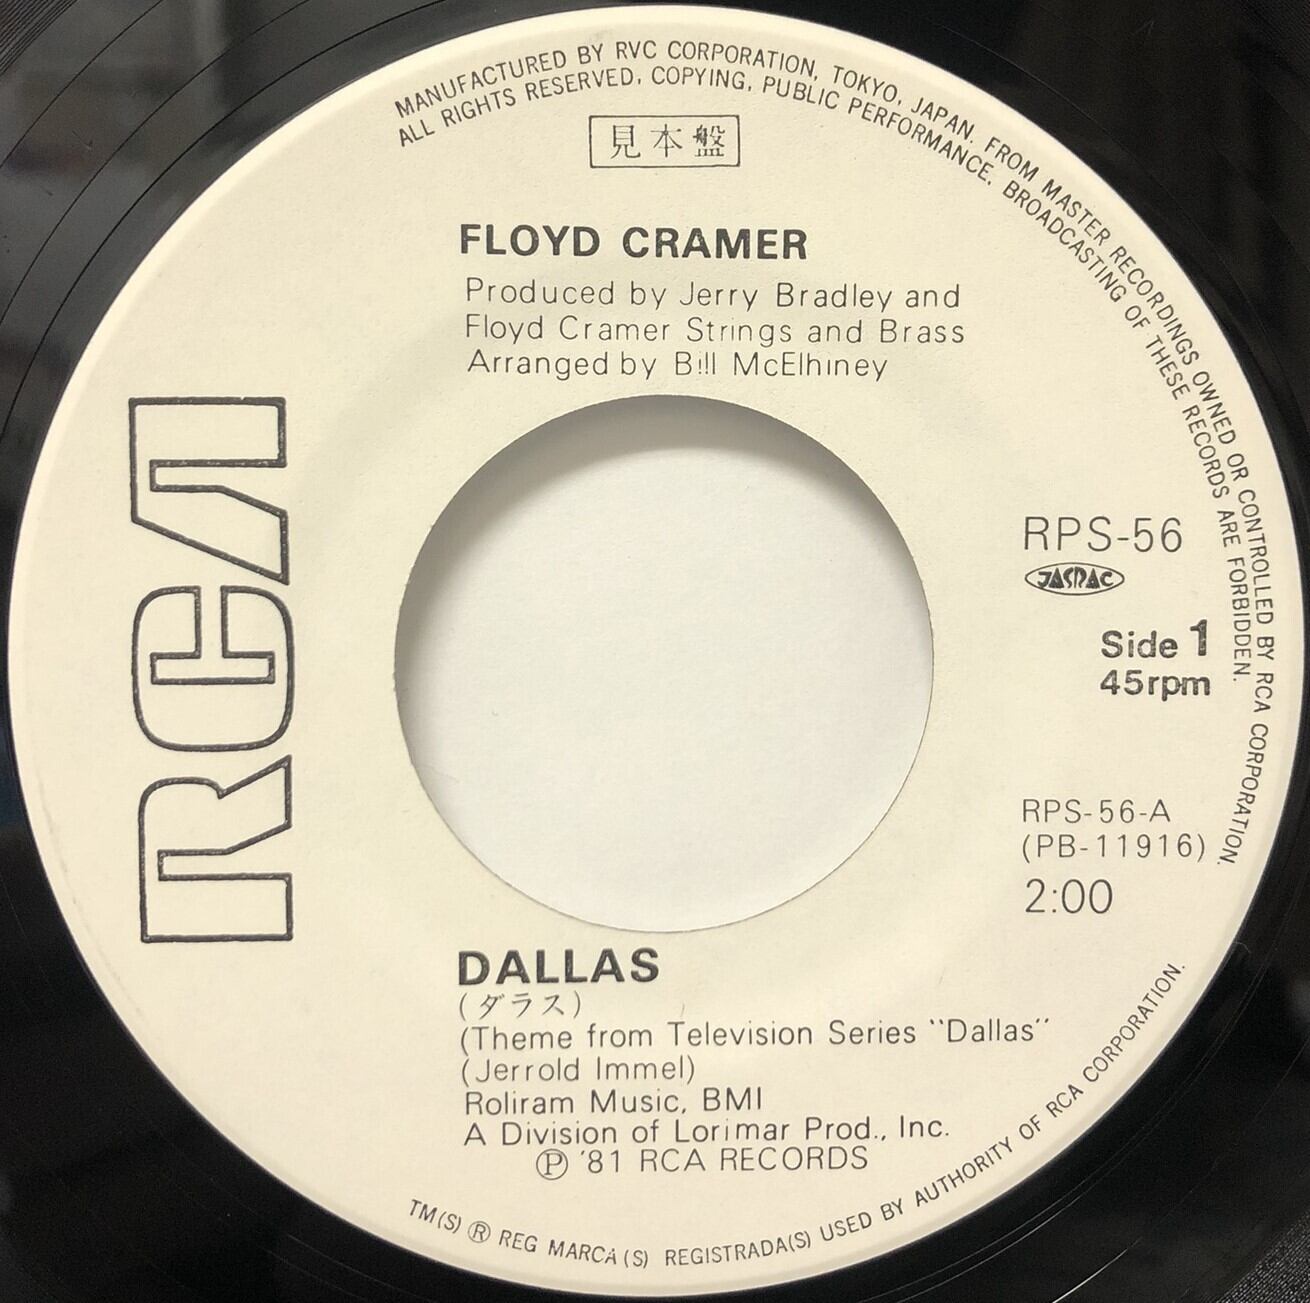 MANUFACTURED BY RVC CORPORATION, TOKYO, JAPAN. FROM MASTER RECORDINGS OWNED OR CONTROLLED BY RCA CORPORATION.
ALL RIGHTS RESERVED, COPYING, PUBLIC PERFORMANCE. BROADCASTING OF THESE RECORDS ARE FORBIDDEN.
見本盤
FLOYD CRAMER
Produced by Jerry Bradley and
Floyd Cramer Strings and Brass
Arranged by Bill McElhiney
RCA
RPS-56
JASRAC
Side 1
45rpm
RPS-56-A
(PB-11916)
2:00
DALLAS
(ダラス)
(Theme from Television Series "Dallas"
(Jerrold Immel)
Roliram Music, BMI
A Division of Lorimar Prod., Inc.
℗ '81 RCA RECORDS
TM(S) ® REG MARCA (S) REGISTRADA(S) USED BY AUTHORITY OF RCA CORPORATION.